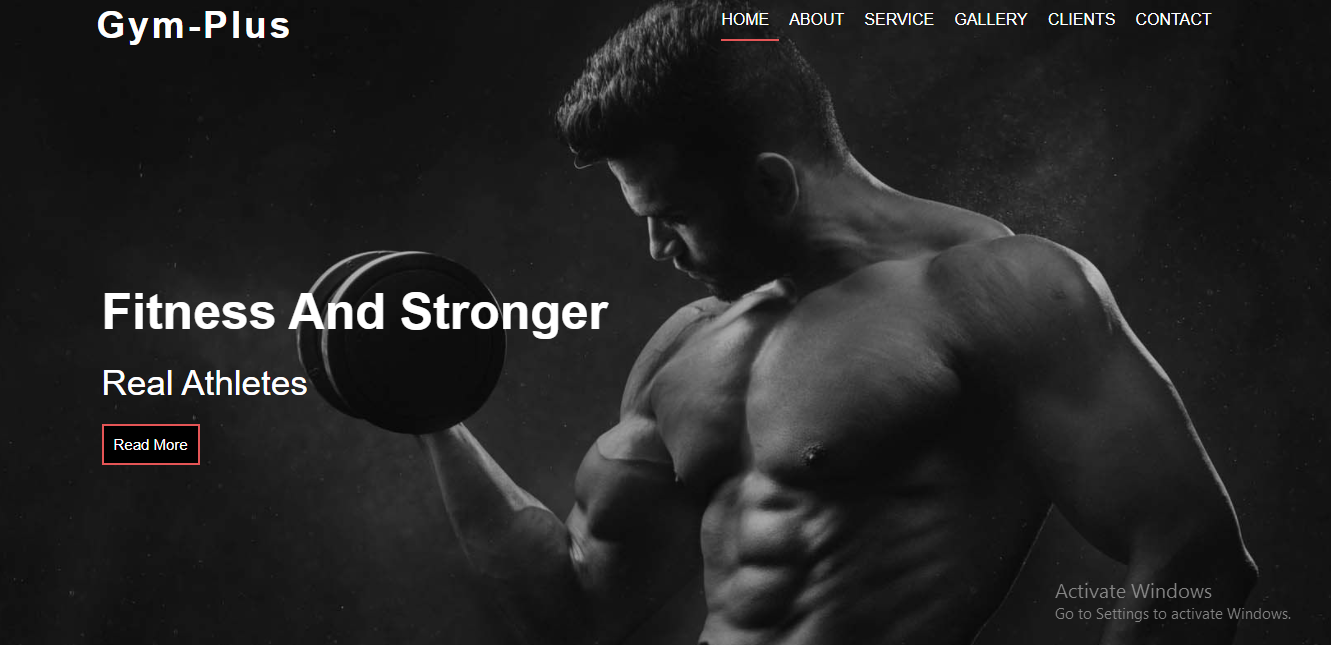 Gym-Plus
HOME ABOUT SERVICE GALLERY CLIENTS CONTACT
Fitness And Stronger
Real Athletes
Read More
Activate Windows
Go to Settings to activate Windows.